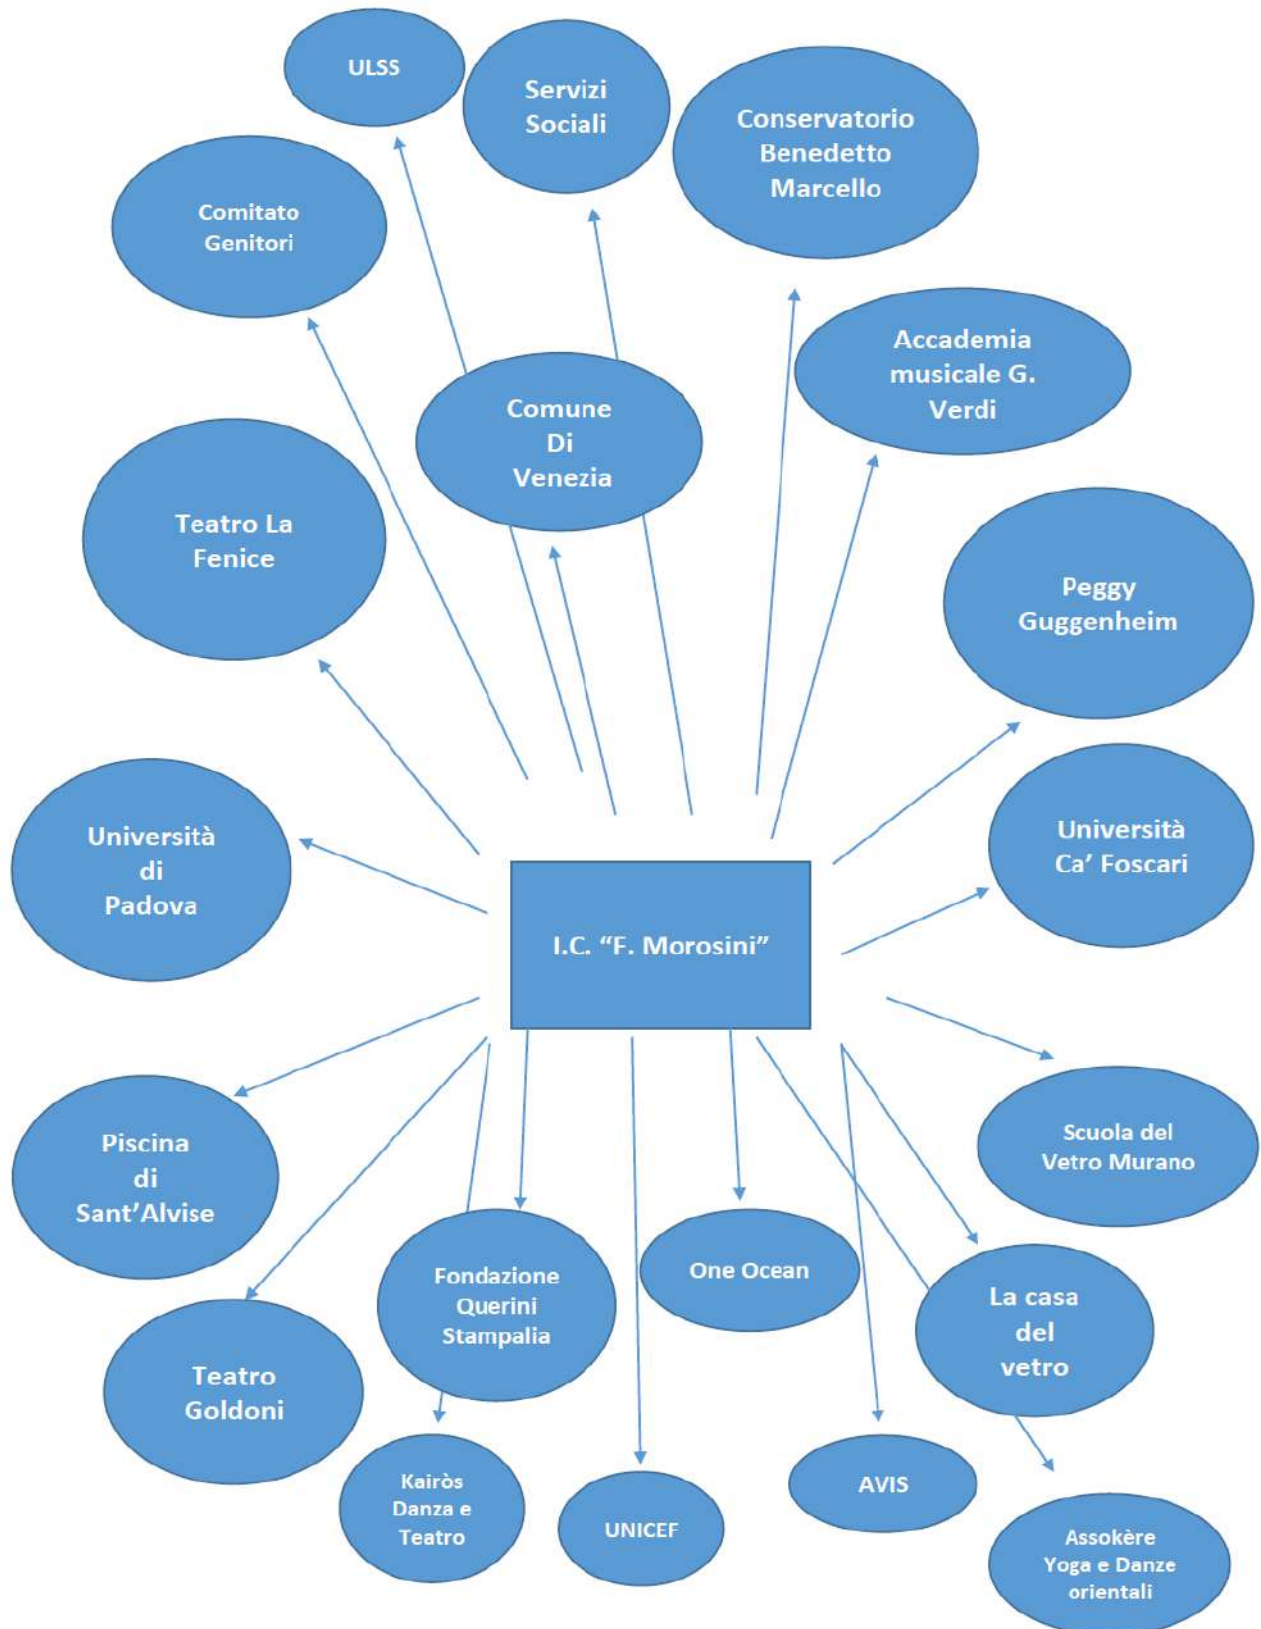 ULSS
Servizi
Sociali
Conservatorio
Benedetto
Marcello
Comitato
Genitori
Accademia
musicale G.
Verdi
Comune
Di
Venezia
Teatro La
Fenice
Peggy
Guggenheim
Università
di
Padova
Università
Ca’ Foscari
I.C. “F. Morosini”
Piscina
di
Sant’Alvise
Scuola del
Vetro Murano
Fondazione
Querini
Stampalia
One Ocean
La casa
del
vetro
Teatro
Goldoni
Kairòs
Danza e
Teatro
UNICEF
AVIS
Assokère
Yoga e Danze
orientali